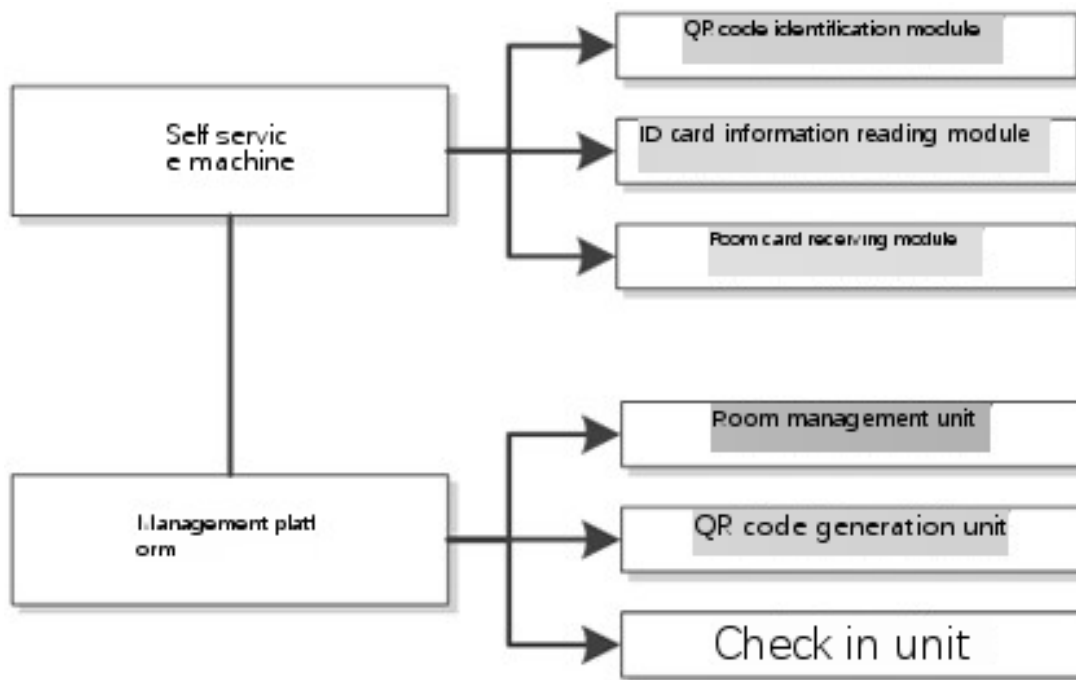 QR code identification module
Self servic
e machine
ID card information reading module
Room card receiving module
Room management unit
Management platf
orm
QR code generation unit
Check in unit